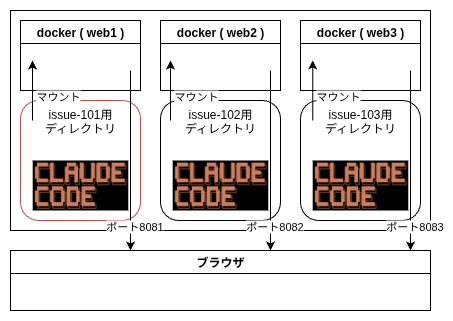 docker ( web1 )
docker ( web2 )
docker ( web3 )
マウント
マウント
マウント
issue-101用
ディレクトリ
issue-102用
ディレクトリ
issue-103用
ディレクトリ
CLAUDE
CODE
CLAUDE
CODE
CLAUDE
CODE
ポート8081
ポート8082
ポート8083
ブラウザ